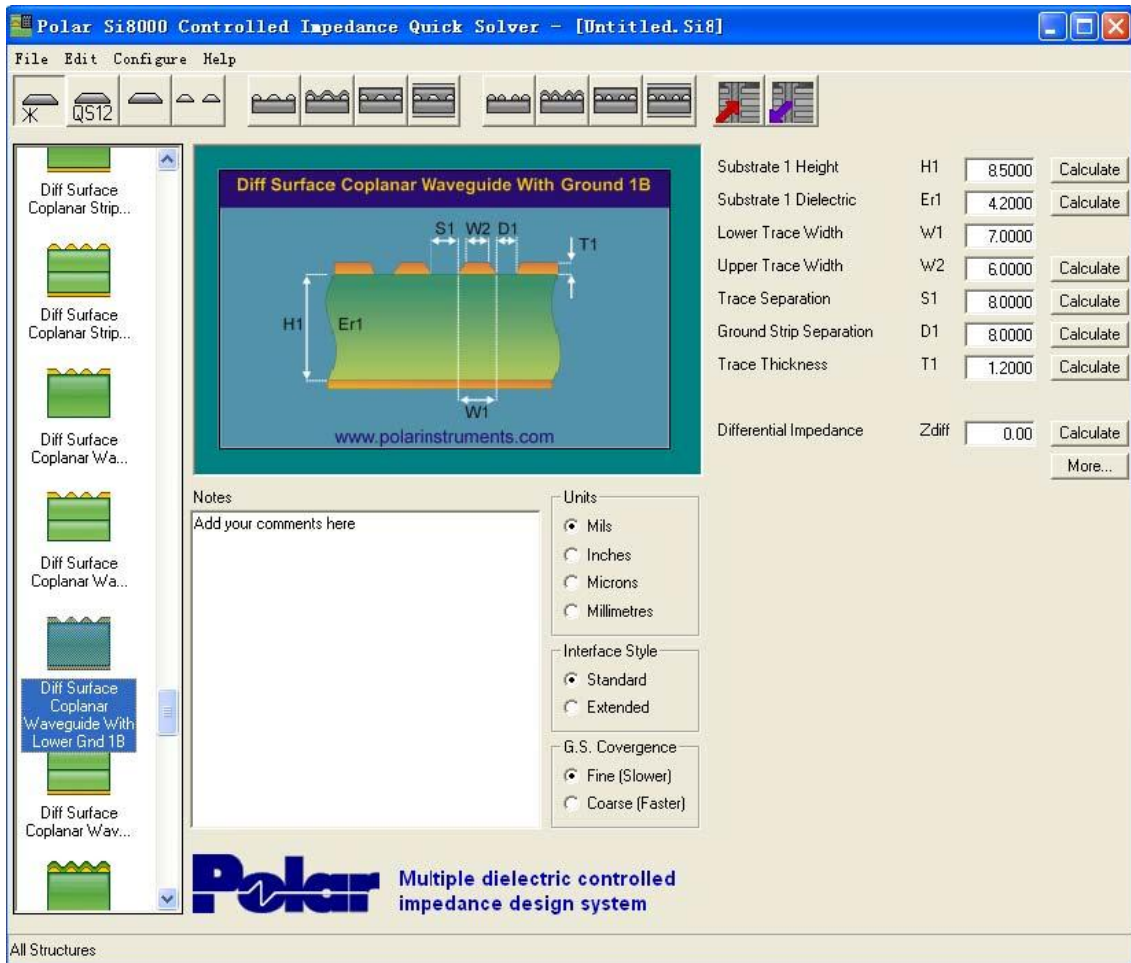 Polar Si8000 Controlled Impedance Quick Solver - [Untitled.Si8]
File Edit Configure Help
QS12
Diff Surface
Coplanar Strip...
Diff Surface
Coplanar Strip...
Diff Surface
Coplanar Wa...
Diff Surface
Coplanar Wa...
Diff Surface
Coplanar
Waveguide With
Lower Gnd 1B
Diff Surface
Coplanar Wav...
Diff Surface Coplanar Waveguide With Ground 1B
S1 W2 D1
T1
H1 Er1
W1
www.polarinstruments.com
Substrate 1 Height H1 8.5000 Calculate
Substrate 1 Dielectric Er1 4.2000 Calculate
Lower Trace Width W1 7.0000
Upper Trace Width W2 6.0000 Calculate
Trace Separation S1 8.0000 Calculate
Ground Strip Separation D1 8.0000 Calculate
Trace Thickness T1 1.2000 Calculate
Differential Impedance Zdiff 0.00 Calculate
More...
Notes
Add your comments here
Units
Mils
Inches
Microns
Millimetres
Interface Style
Standard
Extended
G.S. Covergence
Fine (Slower)
Coarse (Faster)
Polar
Multiple dielectric controlled
impedance design system
All Structures